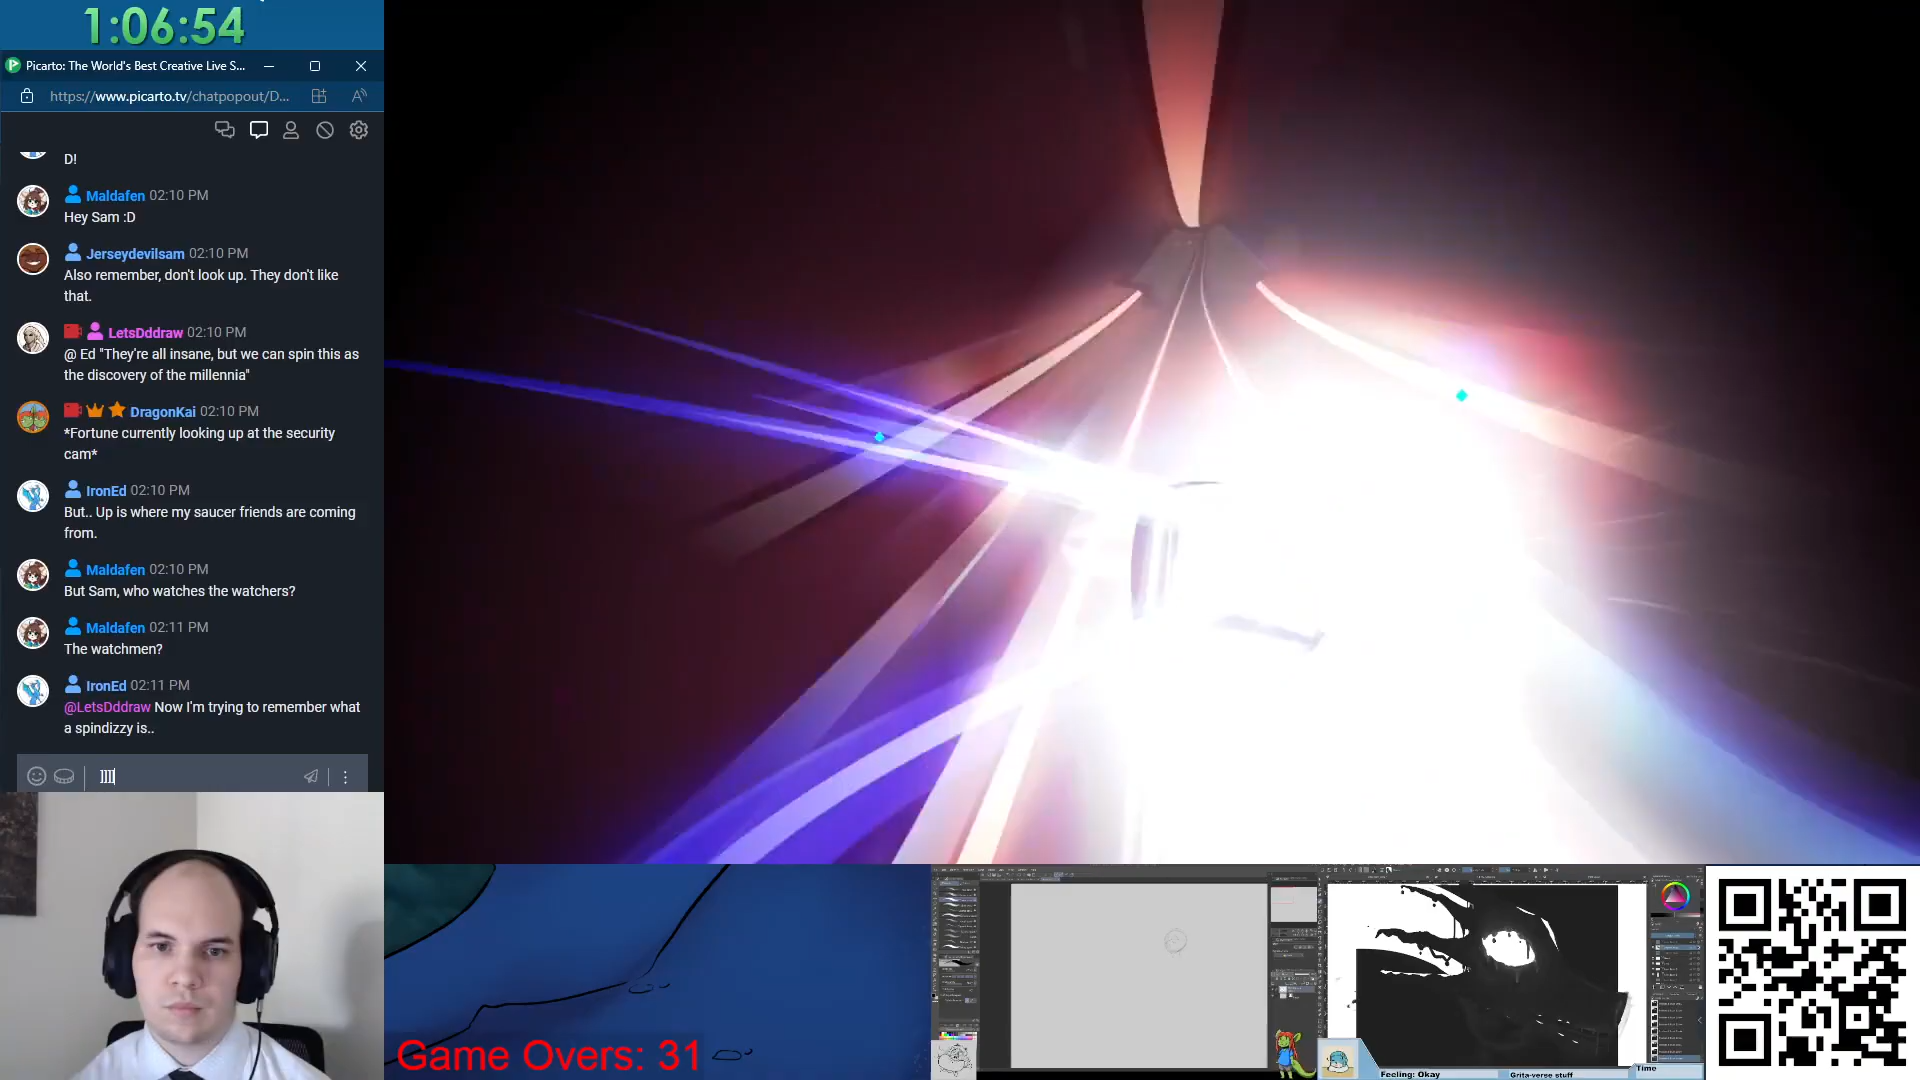 1:06:54
Picarto: The World's Best Creative Live S...
https://www.picarto.tv/chatpopout/D...
D!
Maldafen 02:10 PM
Hey Sam :D
Jerseydevilsam 02:10 PM
Also remember, don't look up. They don't like
that.
LetsDddraw 02:10 PM
@ Ed "They're all insane, but we can spin this as
the discovery of the millennia"
DragonKai 02:10 PM
*Fortune currently looking up at the security
cam*
IronEd 02:10 PM
But.. Up is where my saucer friends are coming
from.
Maldafen 02:10 PM
But Sam, who watches the watchers?
Maldafen 02:11 PM
The watchmen?
IronEd 02:11 PM
@LetsDddraw Now I'm trying to remember what
a spindizzy is..
]]]]
Game Overs: 31
Feeling: Okay
Grita-verse stuff
Time